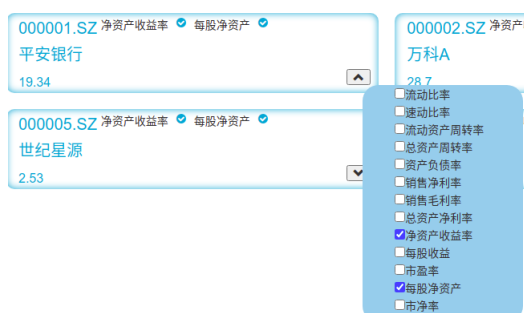 000001.SZ 净资产收益率 每股净资产
平安银行
19.34
000002.SZ 净资产
万科A
28.7
000005.SZ 净资产收益率 每股净资产
世纪星源
2.53
流动比率
速动比率
流动资产周转率
总资产周转率
资产负债率
销售净利率
销售毛利率
总资产净利率
净资产收益率
每股收益
市盈率
每股净资产
市净率